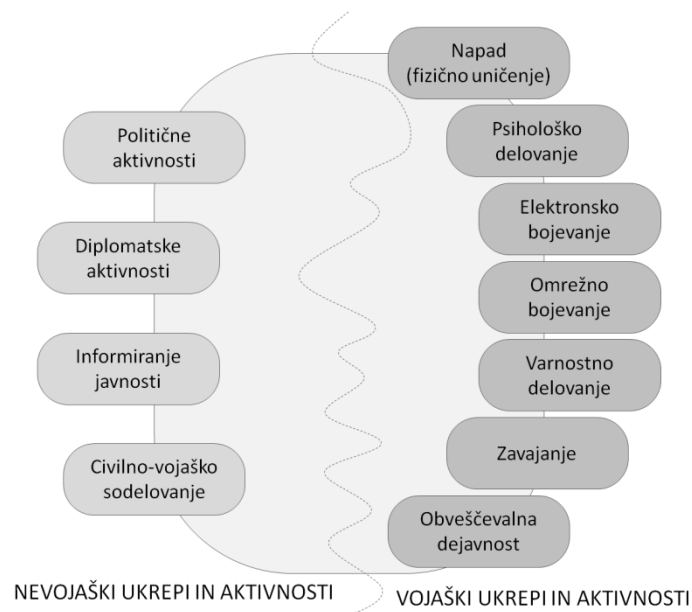 Napad
(fizično uničenje)
Psihološko
delovanje
Elektronsko
bojevanje
Omrežno
bojevanje
Varnostno
delovanje
Zavajanje
Obveščevalna
dejavnost
Politične
aktivnosti
Diplomatske
aktivnosti
Informiranje
javnosti
Civilno-vojaško
sodelovanje
NEVOJAŠKI UKREPI IN AKTIVNOSTI
VOJAŠKI UKREPI IN AKTIVNOSTI